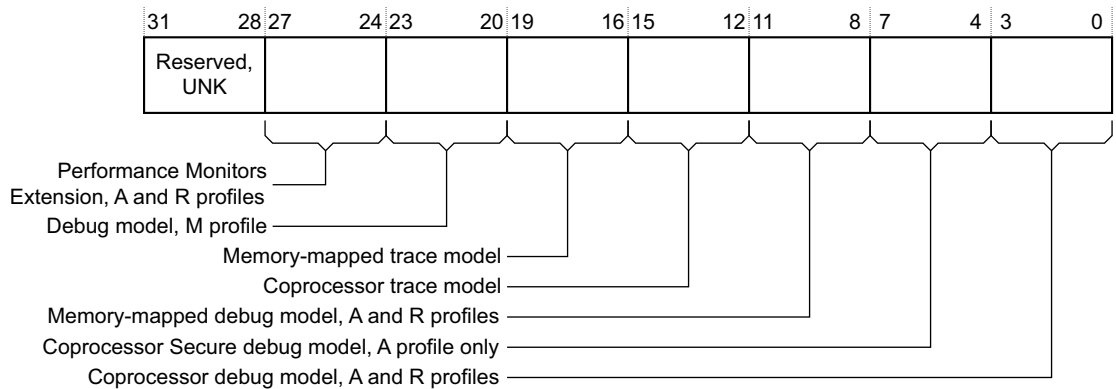 31 28 27 24 23 20 19 16 15 12 11 8 7 4 3 0
Reserved,
UNK
Performance Monitors
Extension, A and R profiles
Debug model, M profile
Memory-mapped trace model
Coprocessor trace model
Memory-mapped debug model, A and R profiles
Coprocessor Secure debug model, A profile only
Coprocessor debug model, A and R profiles